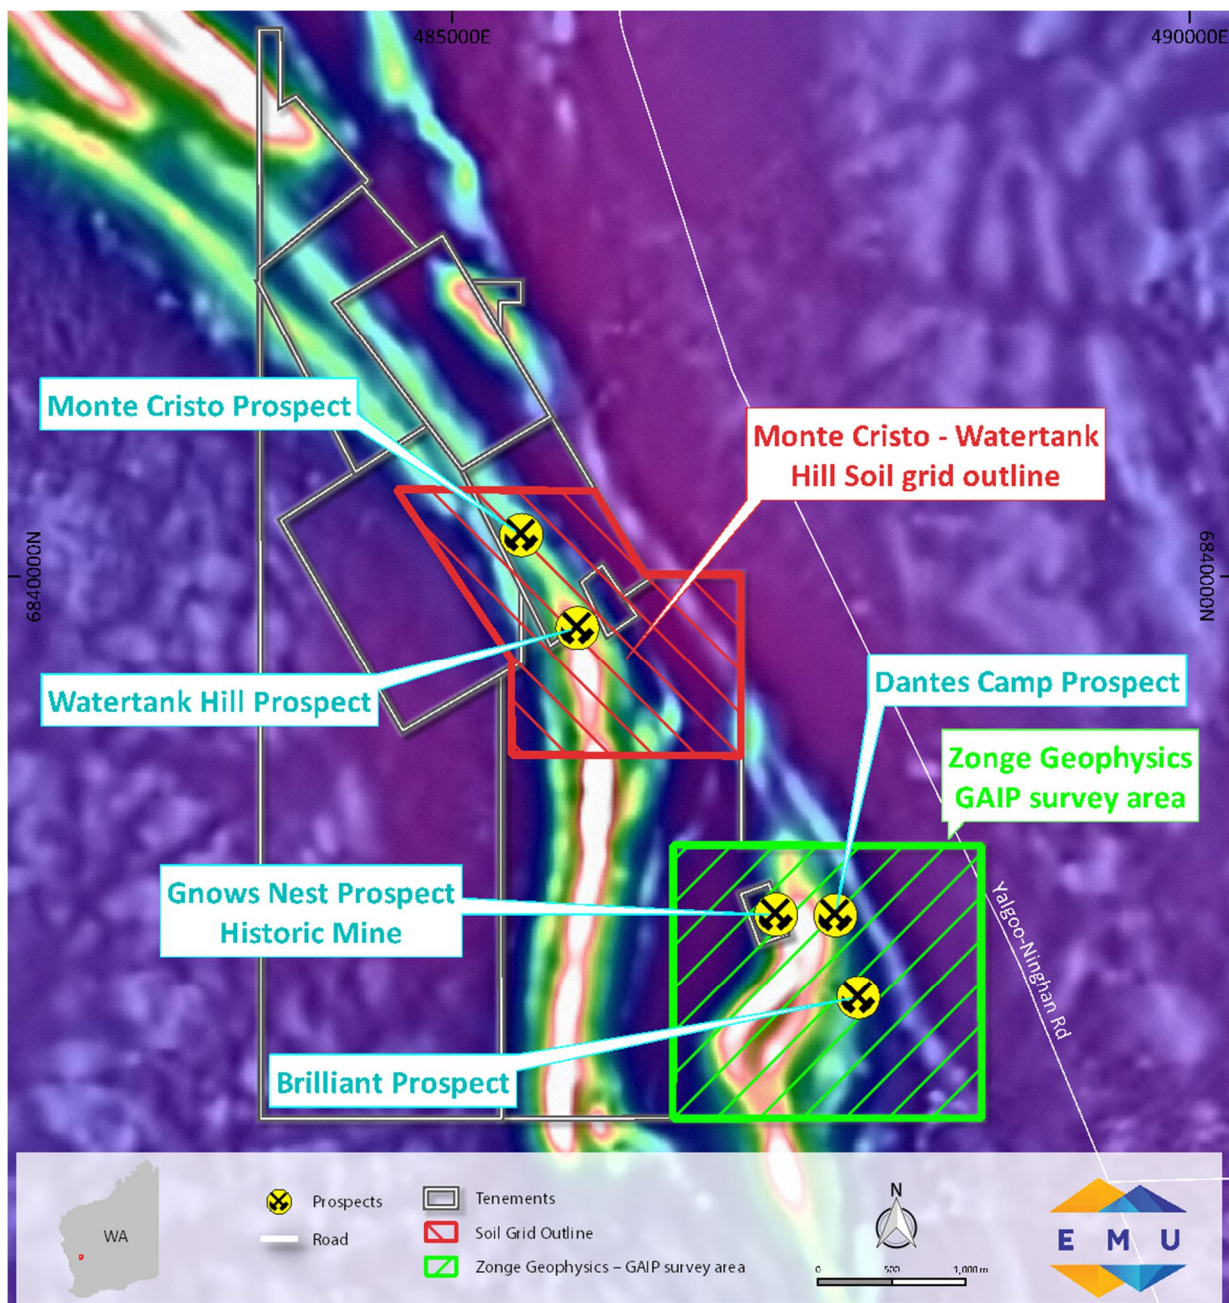 485000E
490000E
Monte Cristo Prospect
Monte Cristo - Watertank
Hill Soil grid outline
6840000N
6840000N
Watertank Hill Prospect
Dantes Camp Prospect
Zonge Geophysics
GAIP survey area
Gnows Nest Prospect
Historic Mine
Yalgoo-Ninghan Rd
Brilliant Prospect
WA
Prospects
Road
Tenements
Soil Grid Outline
Zonge Geophysics – GAIP survey area
N
0 500 1,000 m
EMU